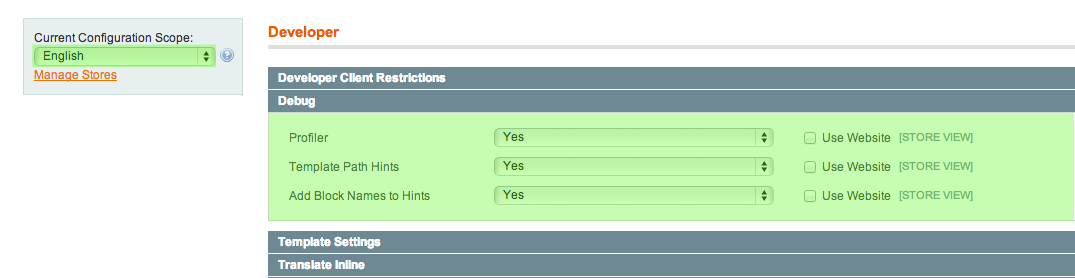 Current Configuration Scope:
English
Manage Stores
Developer
Developer Client Restrictions
Debug
Profiler Yes Use Website [STORE VIEW]
Template Path Hints Yes Use Website [STORE VIEW]
Add Block Names to Hints Yes Use Website [STORE VIEW]
Template Settings
Translate Inline